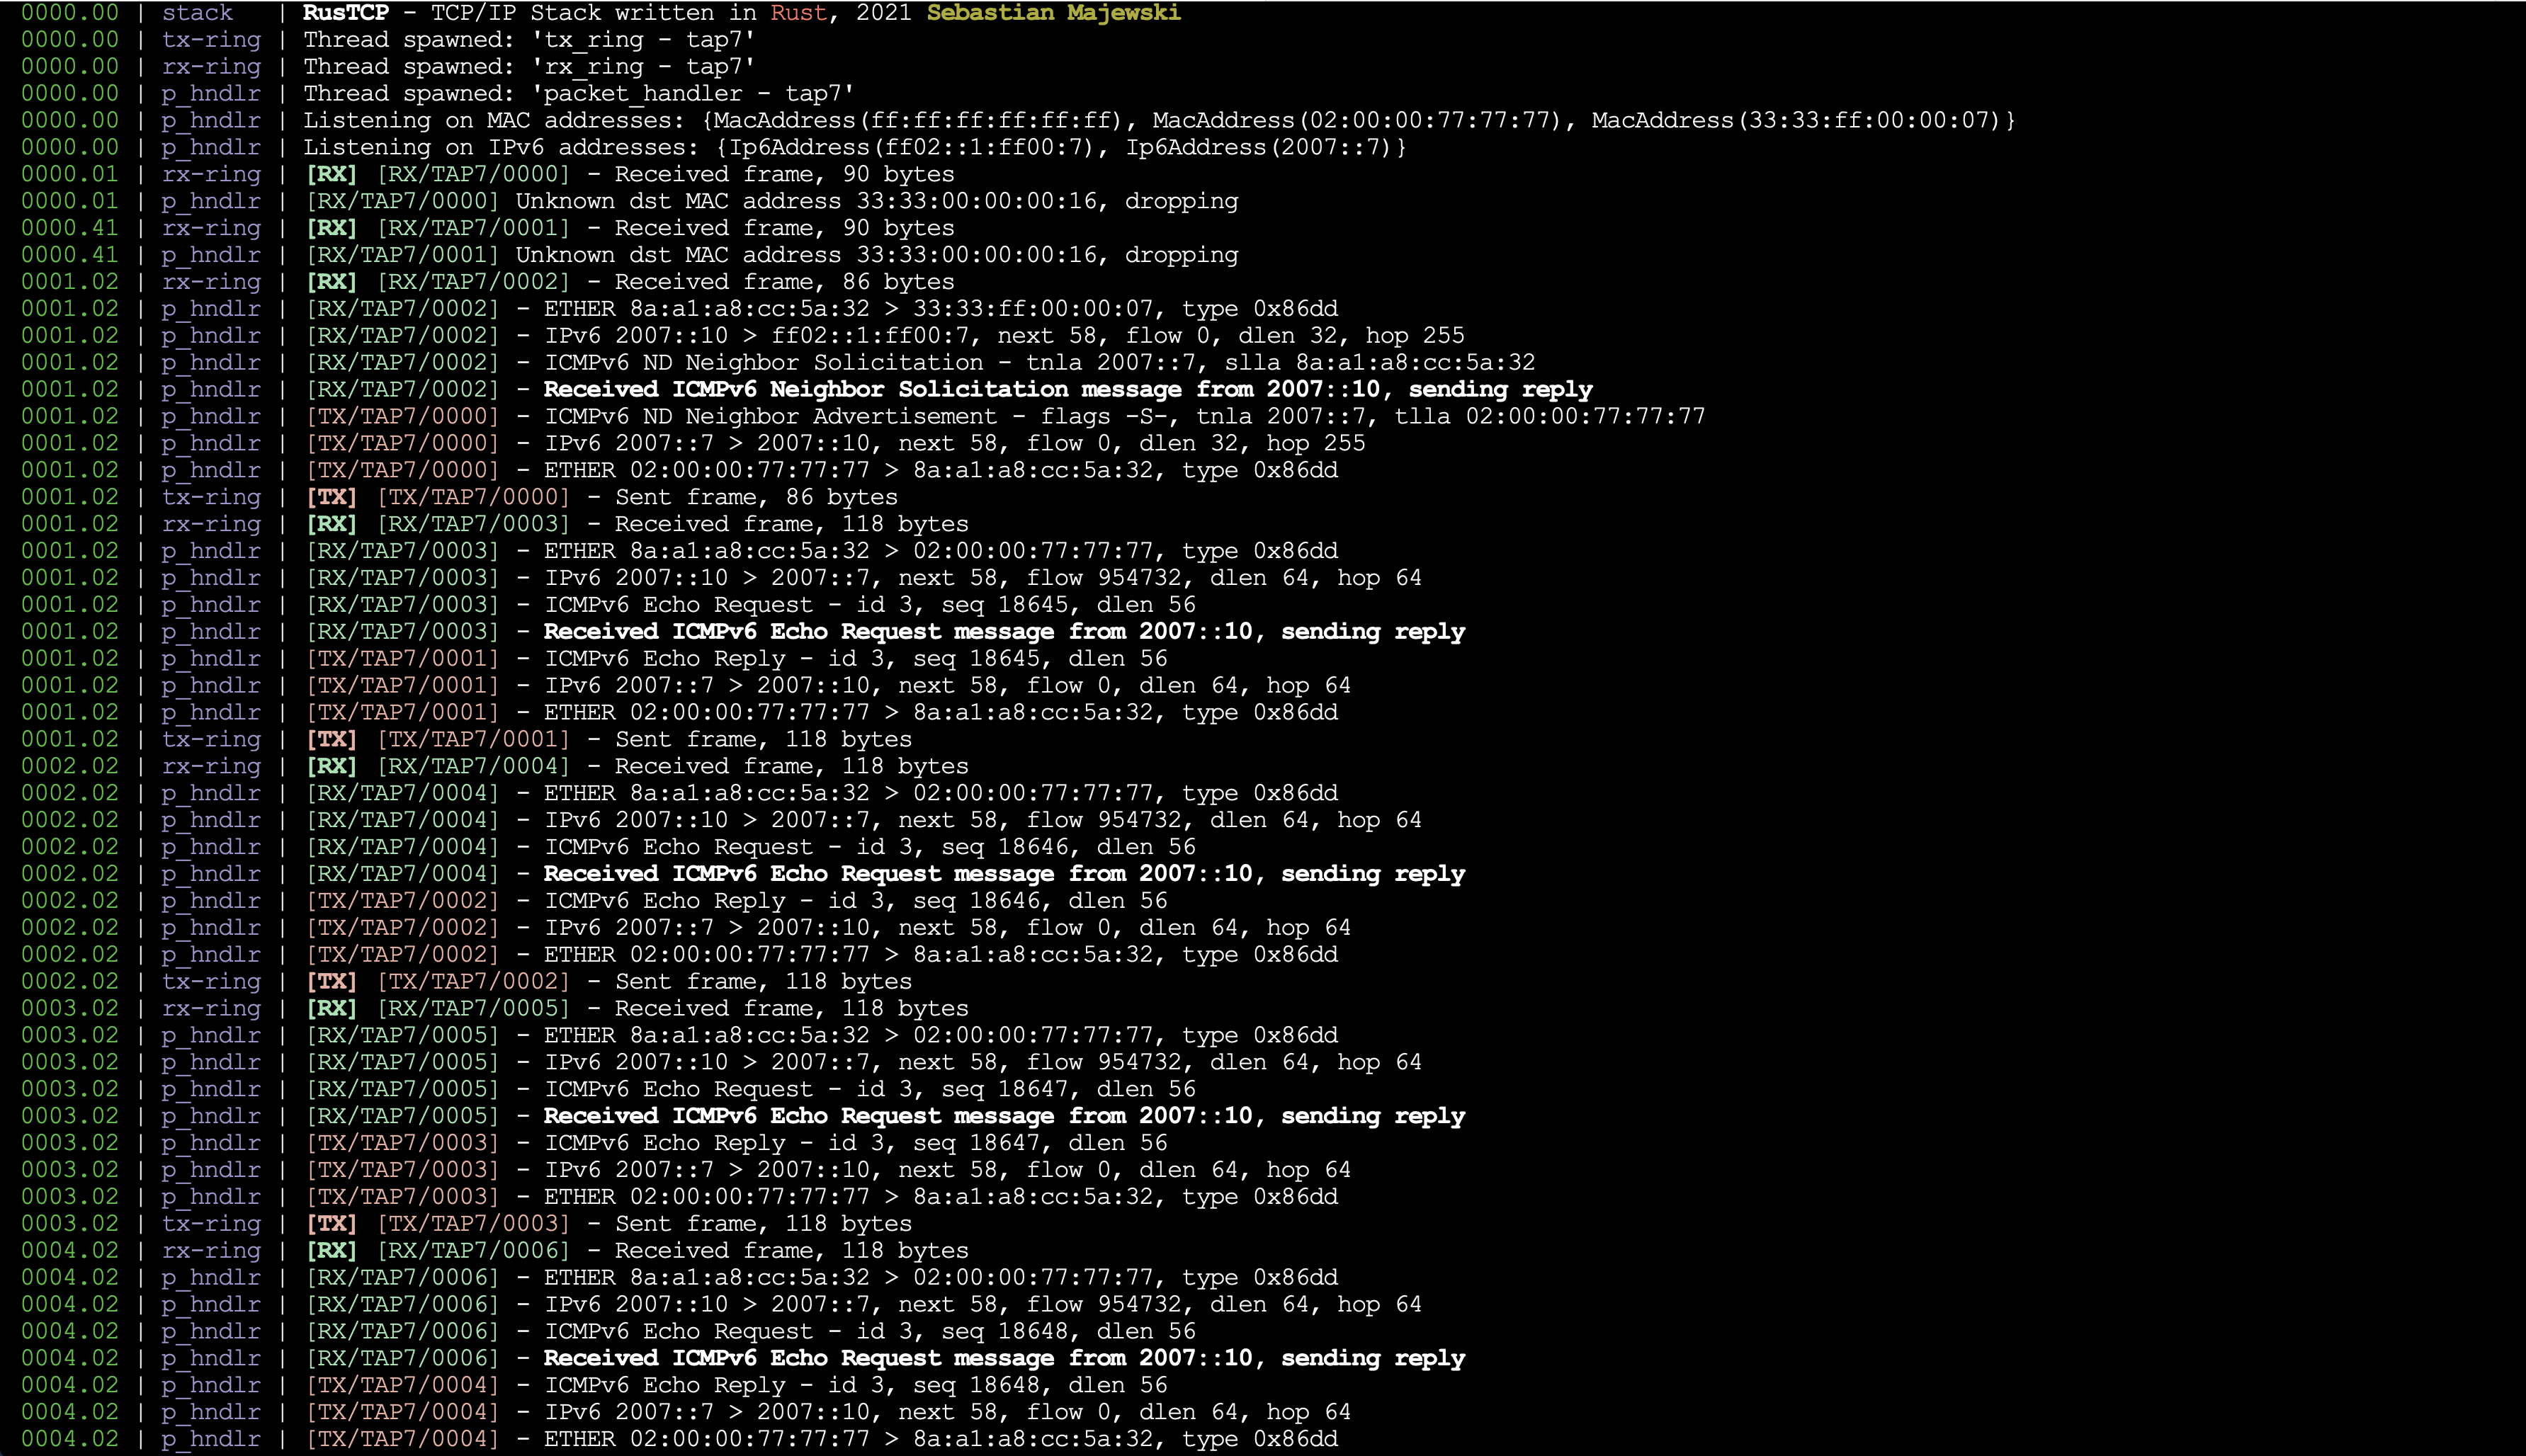 0000.00 | stack   | RusTCP - TCP/IP Stack written in Rust, 2021 Sebastian Majewski
0000.00 | tx-ring | Thread spawned: 'tx_ring - tap7'
0000.00 | rx-ring | Thread spawned: 'rx_ring - tap7'
0000.00 | p_hndlr | Thread spawned: 'packet_handler - tap7'
0000.00 | p_hndlr | Listening on MAC addresses: {MacAddress(ff:ff:ff:ff:ff:ff), MacAddress(02:00:00:77:77:77), MacAddress(33:33:ff:00:00:07)}
0000.00 | p_hndlr | Listening on IPv6 addresses: {Ip6Address(ff02::1:ff00:7), Ip6Address(2007::7)}
0000.01 | rx-ring | [RX] [RX/TAP7/0000] - Received frame, 90 bytes
0000.01 | p_hndlr | [RX/TAP7/0000] Unknown dst MAC address 33:33:00:00:00:16, dropping
0000.41 | rx-ring | [RX] [RX/TAP7/0001] - Received frame, 90 bytes
0000.41 | p_hndlr | [RX/TAP7/0001] Unknown dst MAC address 33:33:00:00:00:16, dropping
0001.02 | rx-ring | [RX] [RX/TAP7/0002] - Received frame, 86 bytes
0001.02 | p_hndlr | [RX/TAP7/0002] - ETHER 8a:a1:a8:cc:5a:32 > 33:33:ff:00:00:07, type 0x86dd
0001.02 | p_hndlr | [RX/TAP7/0002] - IPv6 2007::10 > ff02::1:ff00:7, next 58, flow 0, dlen 32, hop 255
0001.02 | p_hndlr | [RX/TAP7/0002] - ICMPv6 ND Neighbor Solicitation - tnla 2007::7, slla 8a:a1:a8:cc:5a:32
0001.02 | p_hndlr | [RX/TAP7/0002] - Received ICMPv6 Neighbor Solicitation message from 2007::10, sending reply
0001.02 | p_hndlr | [TX/TAP7/0000] - ICMPv6 ND Neighbor Advertisement - flags -S-, tnla 2007::7, tlla 02:00:00:77:77:77
0001.02 | p_hndlr | [TX/TAP7/0000] - IPv6 2007::7 > 2007::10, next 58, flow 0, dlen 32, hop 255
0001.02 | p_hndlr | [TX/TAP7/0000] - ETHER 02:00:00:77:77:77 > 8a:a1:a8:cc:5a:32, type 0x86dd
0001.02 | tx-ring | [TX] [TX/TAP7/0000] - Sent frame, 86 bytes
0001.02 | rx-ring | [RX] [RX/TAP7/0003] - Received frame, 118 bytes
0001.02 | p_hndlr | [RX/TAP7/0003] - ETHER 8a:a1:a8:cc:5a:32 > 02:00:00:77:77:77, type 0x86dd
0001.02 | p_hndlr | [RX/TAP7/0003] - IPv6 2007::10 > 2007::7, next 58, flow 954732, dlen 64, hop 64
0001.02 | p_hndlr | [RX/TAP7/0003] - ICMPv6 Echo Request - id 3, seq 18645, dlen 56
0001.02 | p_hndlr | [RX/TAP7/0003] - Received ICMPv6 Echo Request message from 2007::10, sending reply
0001.02 | p_hndlr | [TX/TAP7/0001] - ICMPv6 Echo Reply - id 3, seq 18645, dlen 56
0001.02 | p_hndlr | [TX/TAP7/0001] - IPv6 2007::7 > 2007::10, next 58, flow 0, dlen 64, hop 64
0001.02 | p_hndlr | [TX/TAP7/0001] - ETHER 02:00:00:77:77:77 > 8a:a1:a8:cc:5a:32, type 0x86dd
0001.02 | tx-ring | [TX] [TX/TAP7/0001] - Sent frame, 118 bytes
0002.02 | rx-ring | [RX] [RX/TAP7/0004] - Received frame, 118 bytes
0002.02 | p_hndlr | [RX/TAP7/0004] - ETHER 8a:a1:a8:cc:5a:32 > 02:00:00:77:77:77, type 0x86dd
0002.02 | p_hndlr | [RX/TAP7/0004] - IPv6 2007::10 > 2007::7, next 58, flow 954732, dlen 64, hop 64
0002.02 | p_hndlr | [RX/TAP7/0004] - ICMPv6 Echo Request - id 3, seq 18646, dlen 56
0002.02 | p_hndlr | [RX/TAP7/0004] - Received ICMPv6 Echo Request message from 2007::10, sending reply
0002.02 | p_hndlr | [TX/TAP7/0002] - ICMPv6 Echo Reply - id 3, seq 18646, dlen 56
0002.02 | p_hndlr | [TX/TAP7/0002] - IPv6 2007::7 > 2007::10, next 58, flow 0, dlen 64, hop 64
0002.02 | p_hndlr | [TX/TAP7/0002] - ETHER 02:00:00:77:77:77 > 8a:a1:a8:cc:5a:32, type 0x86dd
0002.02 | tx-ring | [TX] [TX/TAP7/0002] - Sent frame, 118 bytes
0003.02 | rx-ring | [RX] [RX/TAP7/0005] - Received frame, 118 bytes
0003.02 | p_hndlr | [RX/TAP7/0005] - ETHER 8a:a1:a8:cc:5a:32 > 02:00:00:77:77:77, type 0x86dd
0003.02 | p_hndlr | [RX/TAP7/0005] - IPv6 2007::10 > 2007::7, next 58, flow 954732, dlen 64, hop 64
0003.02 | p_hndlr | [RX/TAP7/0005] - ICMPv6 Echo Request - id 3, seq 18647, dlen 56
0003.02 | p_hndlr | [RX/TAP7/0005] - Received ICMPv6 Echo Request message from 2007::10, sending reply
0003.02 | p_hndlr | [TX/TAP7/0003] - ICMPv6 Echo Reply - id 3, seq 18647, dlen 56
0003.02 | p_hndlr | [TX/TAP7/0003] - IPv6 2007::7 > 2007::10, next 58, flow 0, dlen 64, hop 64
0003.02 | p_hndlr | [TX/TAP7/0003] - ETHER 02:00:00:77:77:77 > 8a:a1:a8:cc:5a:32, type 0x86dd
0003.02 | tx-ring | [TX] [TX/TAP7/0003] - Sent frame, 118 bytes
0004.02 | rx-ring | [RX] [RX/TAP7/0006] - Received frame, 118 bytes
0004.02 | p_hndlr | [RX/TAP7/0006] - ETHER 8a:a1:a8:cc:5a:32 > 02:00:00:77:77:77, type 0x86dd
0004.02 | p_hndlr | [RX/TAP7/0006] - IPv6 2007::10 > 2007::7, next 58, flow 954732, dlen 64, hop 64
0004.02 | p_hndlr | [RX/TAP7/0006] - ICMPv6 Echo Request - id 3, seq 18648, dlen 56
0004.02 | p_hndlr | [RX/TAP7/0006] - Received ICMPv6 Echo Request message from 2007::10, sending reply
0004.02 | p_hndlr | [TX/TAP7/0004] - ICMPv6 Echo Reply - id 3, seq 18648, dlen 56
0004.02 | p_hndlr | [TX/TAP7/0004] - IPv6 2007::7 > 2007::10, next 58, flow 0, dlen 64, hop 64
0004.02 | p_hndlr | [TX/TAP7/0004] - ETHER 02:00:00:77:77:77 > 8a:a1:a8:cc:5a:32, type 0x86dd